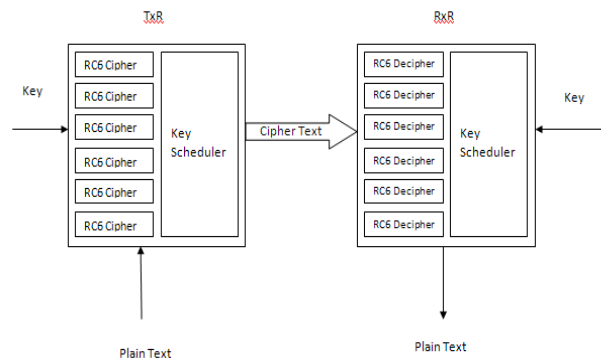 TxR
RxR
Key
RC6 Cipher
RC6 Cipher
RC6 Cipher
RC6 Cipher
RC6 Cipher
RC6 Cipher
Key
Scheduler
Cipher Text
RC6 Decipher
RC6 Decipher
RC6 Decipher
RC6 Decipher
RC6 Decipher
RC6 Decipher
Key
Scheduler
Key
Plain Text
Plain Text